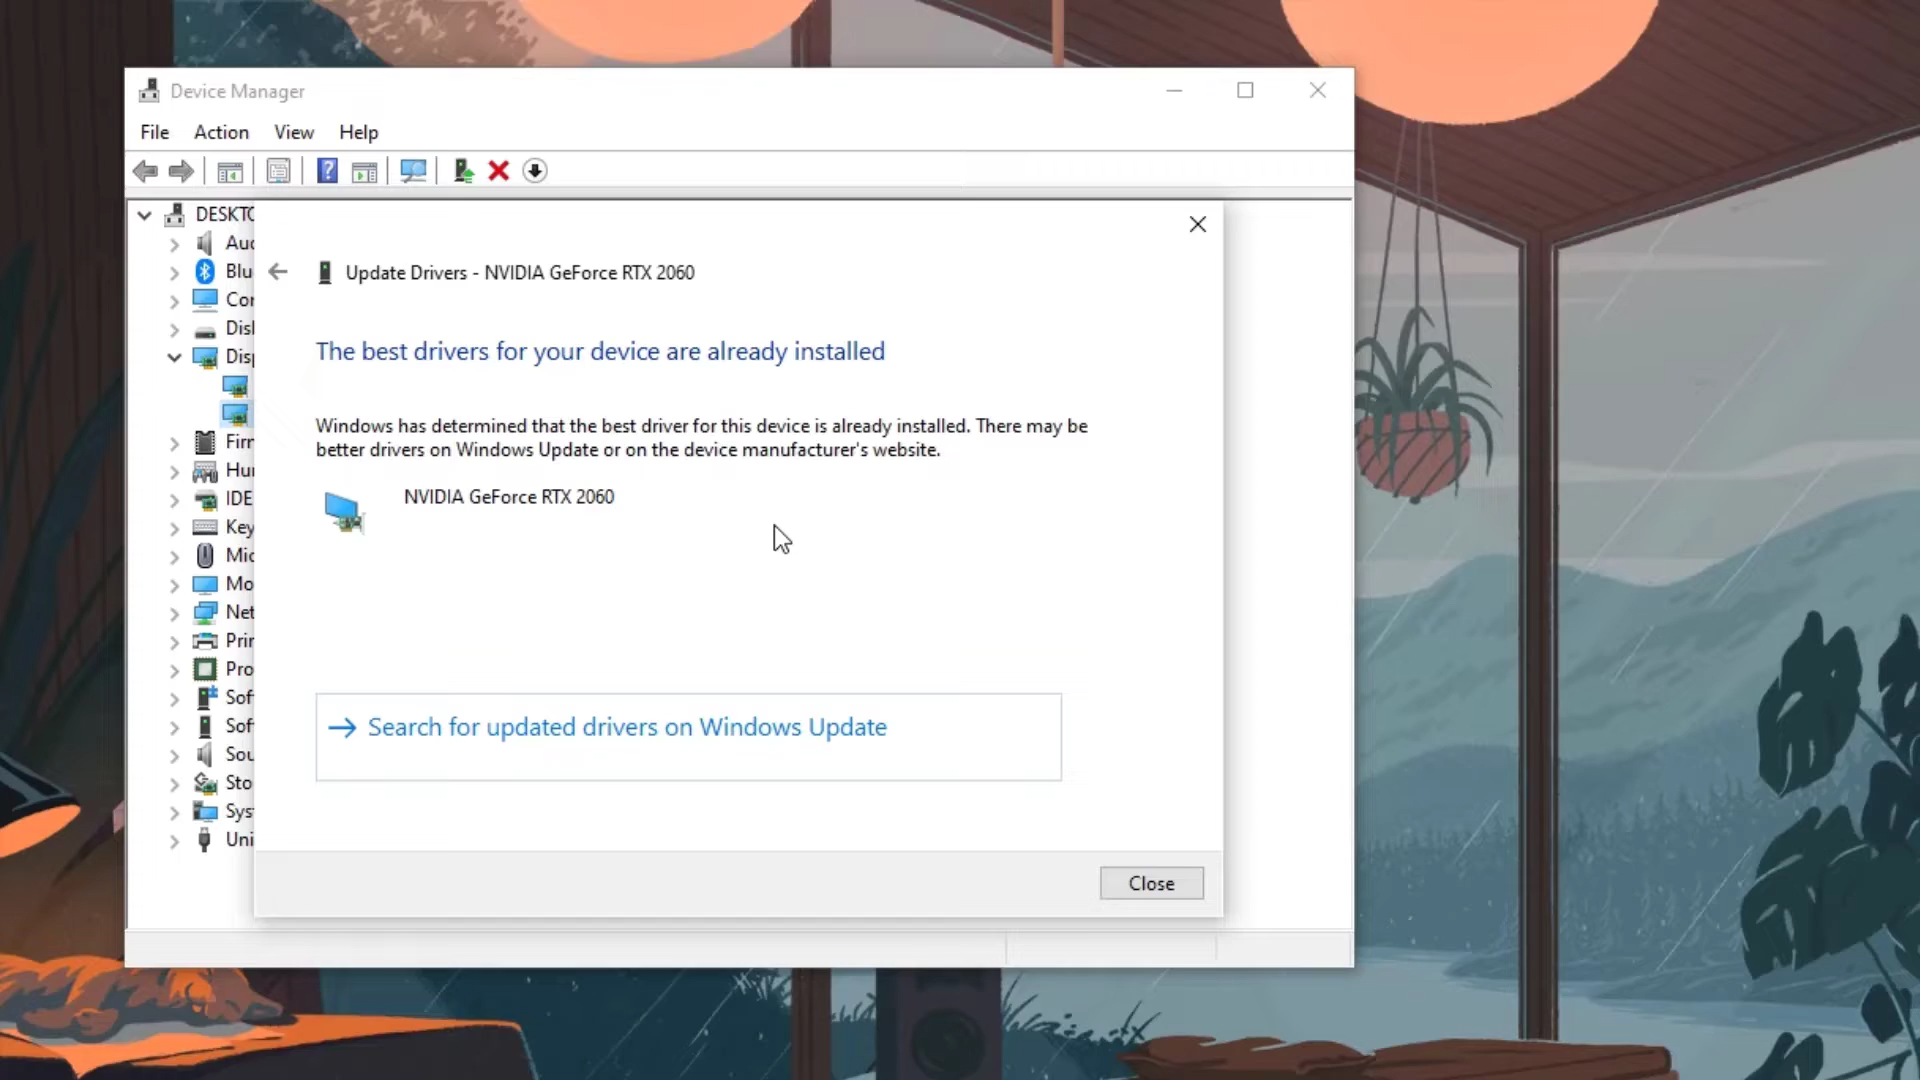 Device Manager
File Action View Help
DESKTO
Aud
Blu
Cor
Disl
Disp
Firr
Hur
IDE
Key
Mic
Mo
Net
Prir
Pro
Sof
Sof
Sou
Sto
Sys
Uni
Update Drivers - NVIDIA GeForce RTX 2060
The best drivers for your device are already installed
Windows has determined that the best driver for this device is already installed. There may be
better drivers on Windows Update or on the device manufacturer's website.
NVIDIA GeForce RTX 2060
Search for updated drivers on Windows Update
Close